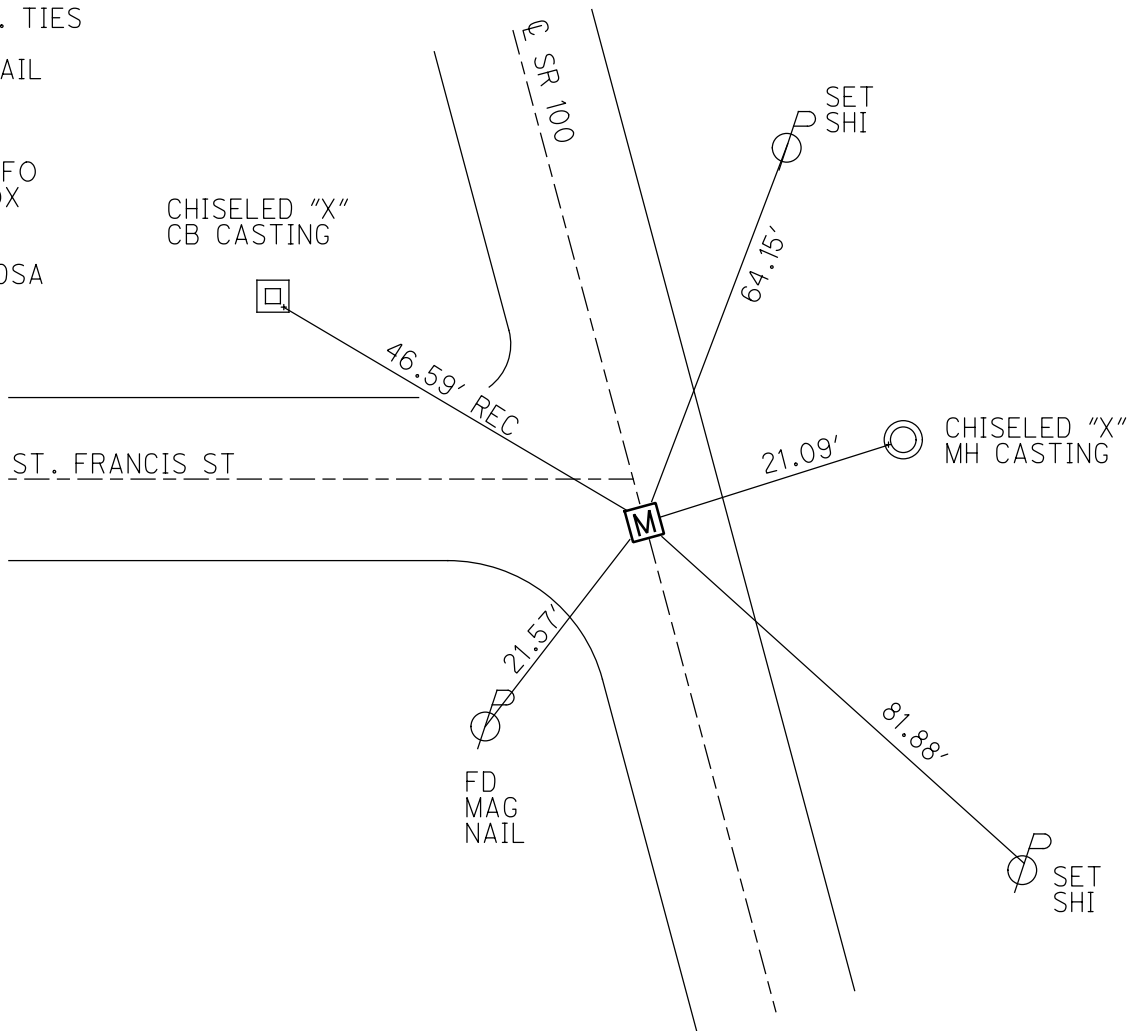 . TIES
AIL
FO
OX
OSA
℄ SR 100
SET
SHI
CHISELED "X"
CB CASTING
64.15'
46.59' REC
CHISELED "X"
MH CASTING
21.09'
ST. FRANCIS ST
M
21.57'
81.88'
FD
MAG
NAIL
SET
SHI